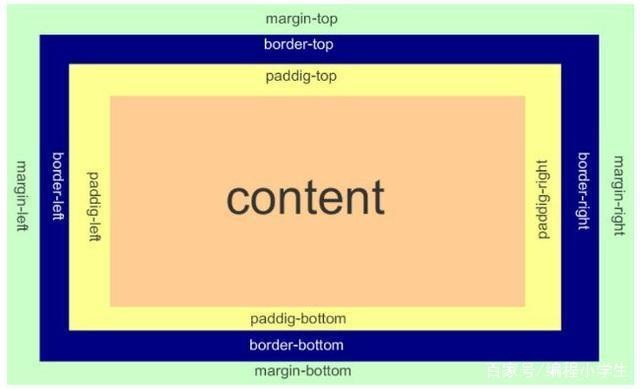 margin-top
border-top
paddig-top
margin-left
border-left
paddig-left
content
paddig-right
border-right
margin-right
paddig-bottom
border-bottom
margin-bottom
百家号/编程小学生